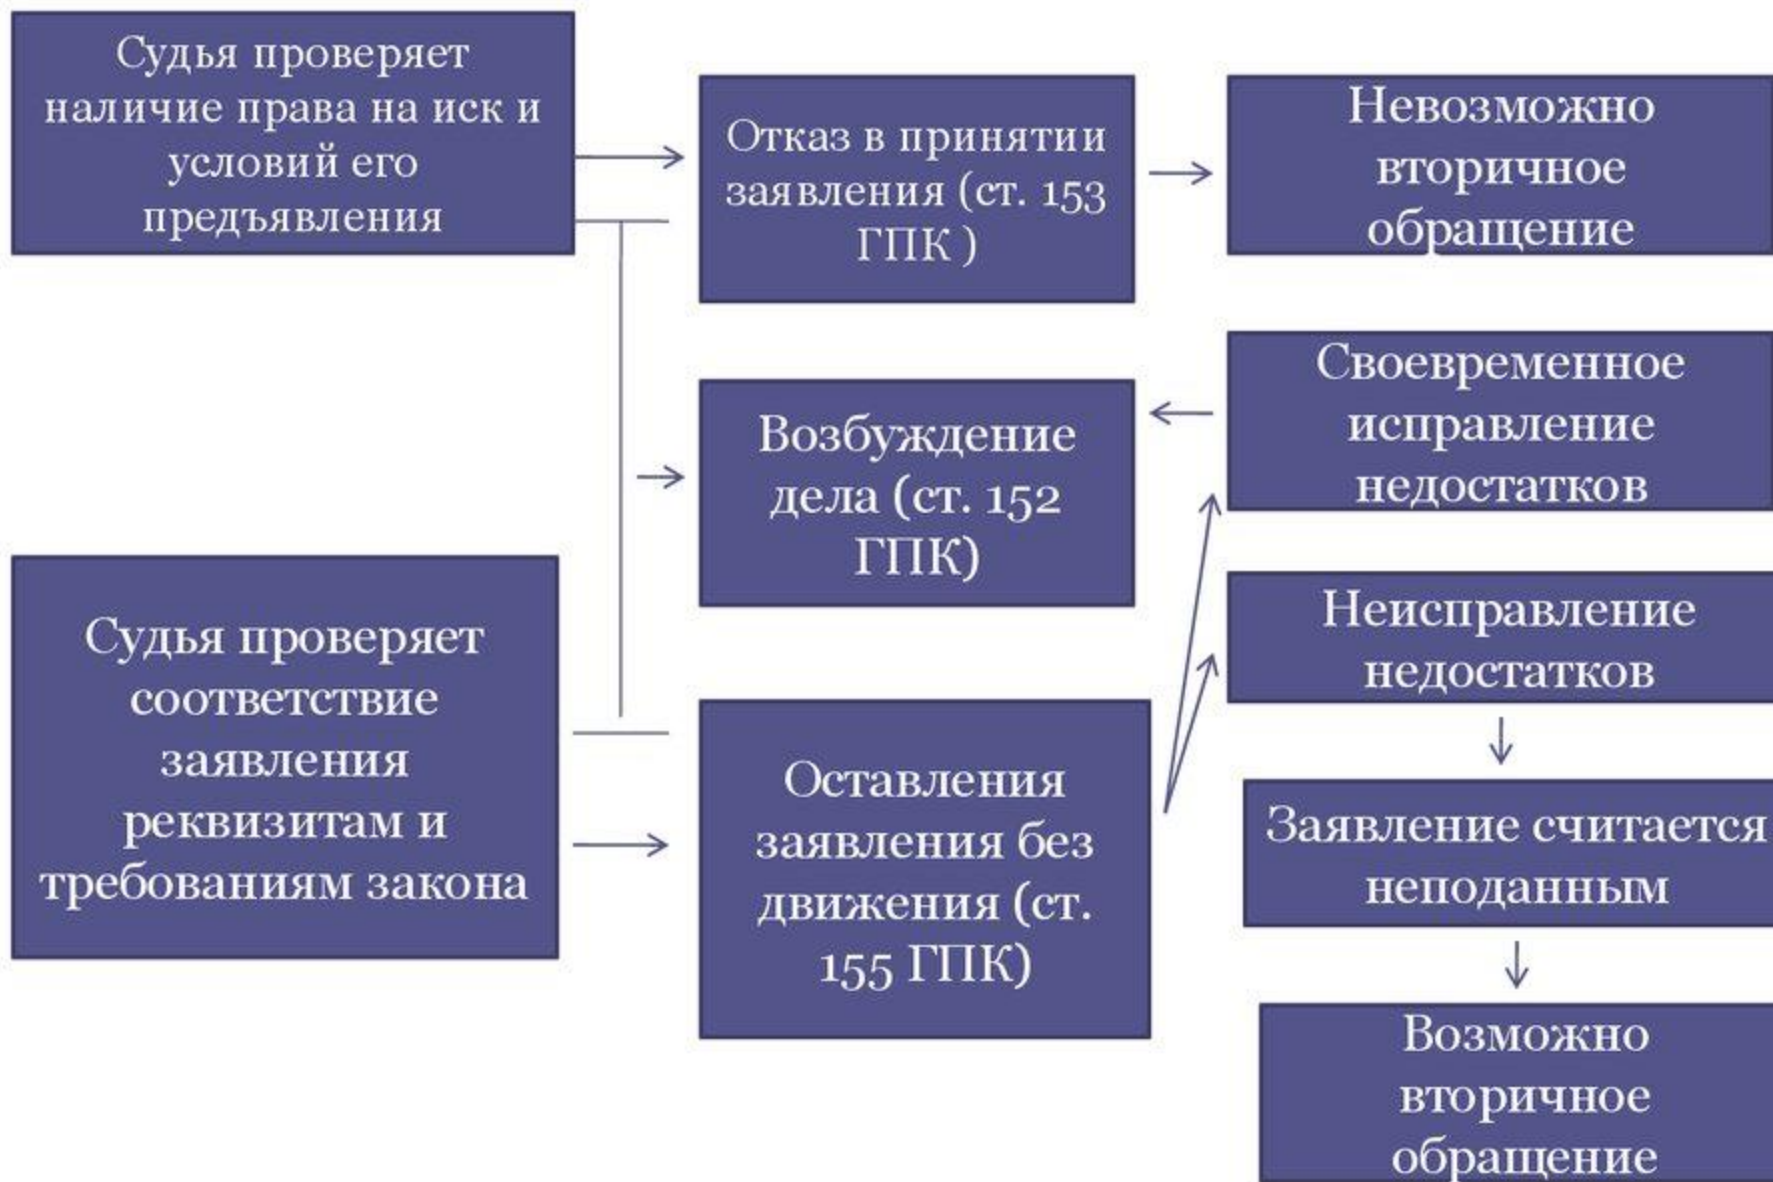 Судья проверяет
наличие права на иск и
условий его
предъявления
Отказ в принятии
заявления (ст. 153
ГПК )
Невозможно
вторичное
обращение
Возбуждение
дела (ст. 152
ГПК)
Своевременное
исправление
недостатков
Судья проверяет
соответствие
заявления
реквизитам и
требованиям закона
Оставления
заявления без
движения (ст.
155 ГПК)
Неисправление
недостатков
Заявление считается
неподанным
Возможно
вторичное
обращение